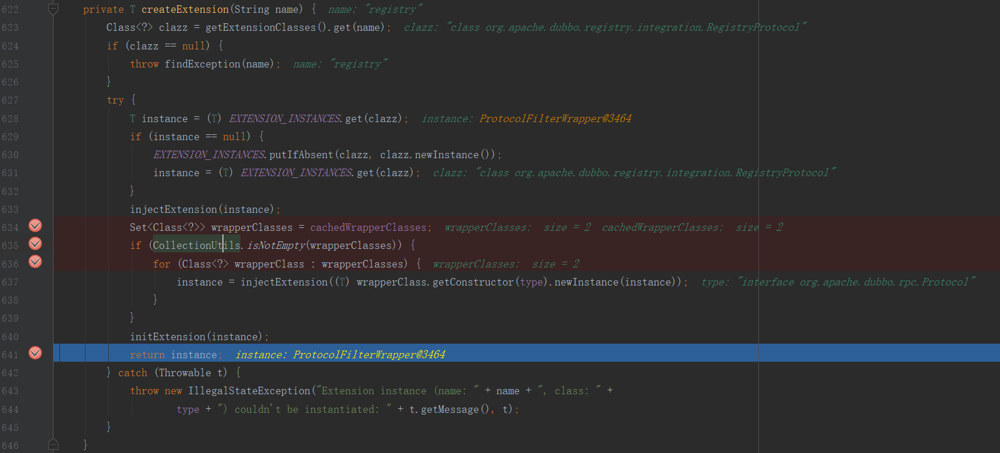 622 private T createExtension(String name) { name: "registry"
623 Class<?> clazz = getExtensionClasses().get(name); clazz: "class org.apache.dubbo.registry.integration.RegistryProtocol"
624 if (clazz == null) {
625 throw findException(name); name: "registry"
626 }
627 try {
628 T instance = (T) EXTENSION_INSTANCES.get(clazz); instance: ProtocolFilterWrapper@3464
629 if (instance == null) {
630 EXTENSION_INSTANCES.putIfAbsent(clazz, clazz.newInstance());
631 instance = (T) EXTENSION_INSTANCES.get(clazz); clazz: "class org.apache.dubbo.registry.integration.RegistryProtocol"
632 }
633 injectExtension(instance);
634 Set<Class<?>> wrapperClasses = cachedWrapperClasses; wrapperClasses: size = 2 cachedWrapperClasses: size = 2
635 if (CollectionUtils.isNotEmpty(wrapperClasses)) {
636 for (Class<?> wrapperClass : wrapperClasses) { wrapperClasses: size = 2
637 instance = injectExtension((T) wrapperClass.getConstructor(type).newInstance(instance)); type: "interface org.apache.dubbo.rpc.Protocol"
638 }
639 }
640 initExtension(instance);
641 return instance; instance: ProtocolFilterWrapper@3464
642 } catch (Throwable t) {
643 throw new IllegalStateException("Extension instance (name: " + name + ", class: " +
644 type + ") couldn't be instantiated: " + t.getMessage(), t);
645 }
646 }